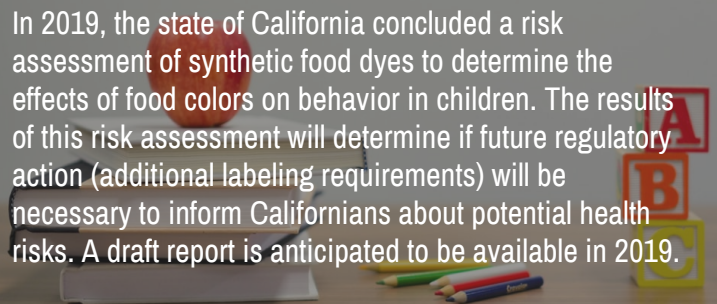 In 2019, the state of California concluded a risk
assessment of synthetic food dyes to determine the
effects of food colors on behavior in children. The results
of this risk assessment will determine if future regulatory
action (additional labeling requirements) will be
necessary to inform Californians about potential health
risks. A draft report is anticipated to be available in 2019.
A
B
C